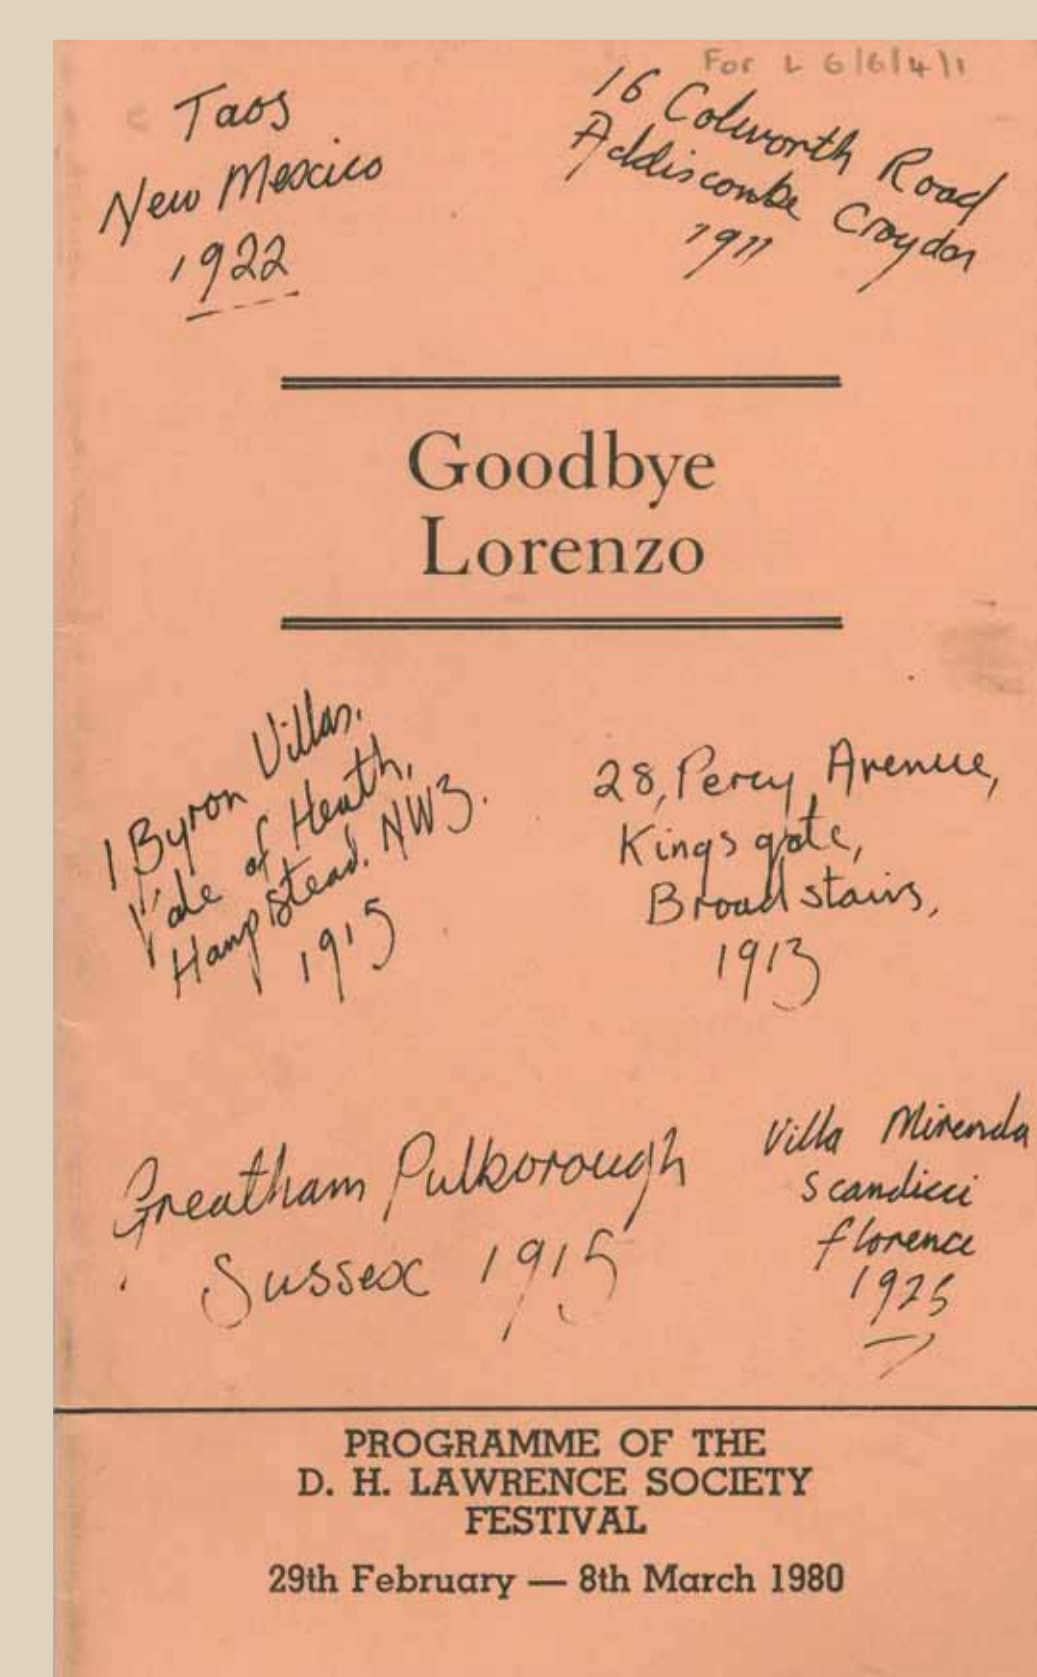 For L 6/6/4/1
Taos
New Mexico
1922
16 Colworth Road
Addiscombe Croydon
1911
Goodbye
Lorenzo
1 Byron Villas,
Vale of Heath,
Hampstead. NW3.
1915
28, Percy Avenue,
Kingsgate,
Broadstairs,
1913
Greatham Pulborough
Sussex 1915
Villa Mirenda
Scandicci
florence
1925
PROGRAMME OF THE
D. H. LAWRENCE SOCIETY
FESTIVAL
29th February — 8th March 1980